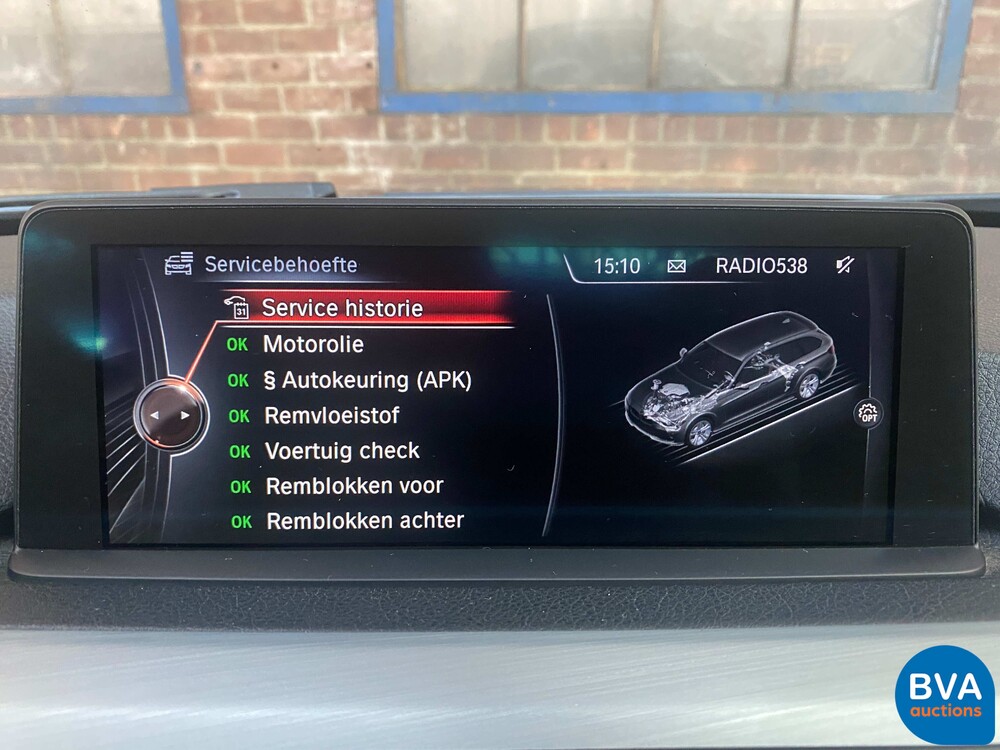 Servicebehoefte
15:10 RADIO538
31 Service historie
OK Motorolie
OK § Autokeuring (APK)
OK Remvloeistof
OK Voertuig check
OK Remblokken voor
OK Remblokken achter
OPT
BVA
auctions